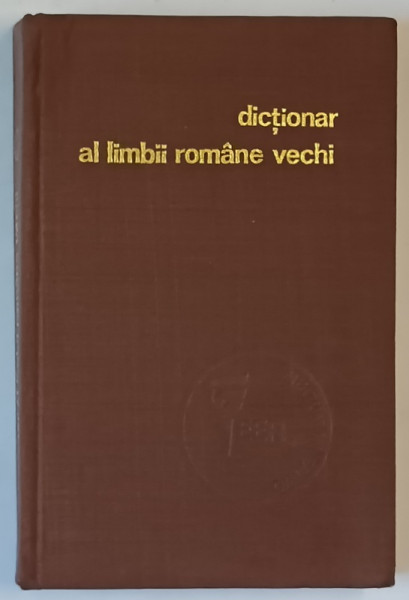 dicționar
al limbii române vechi